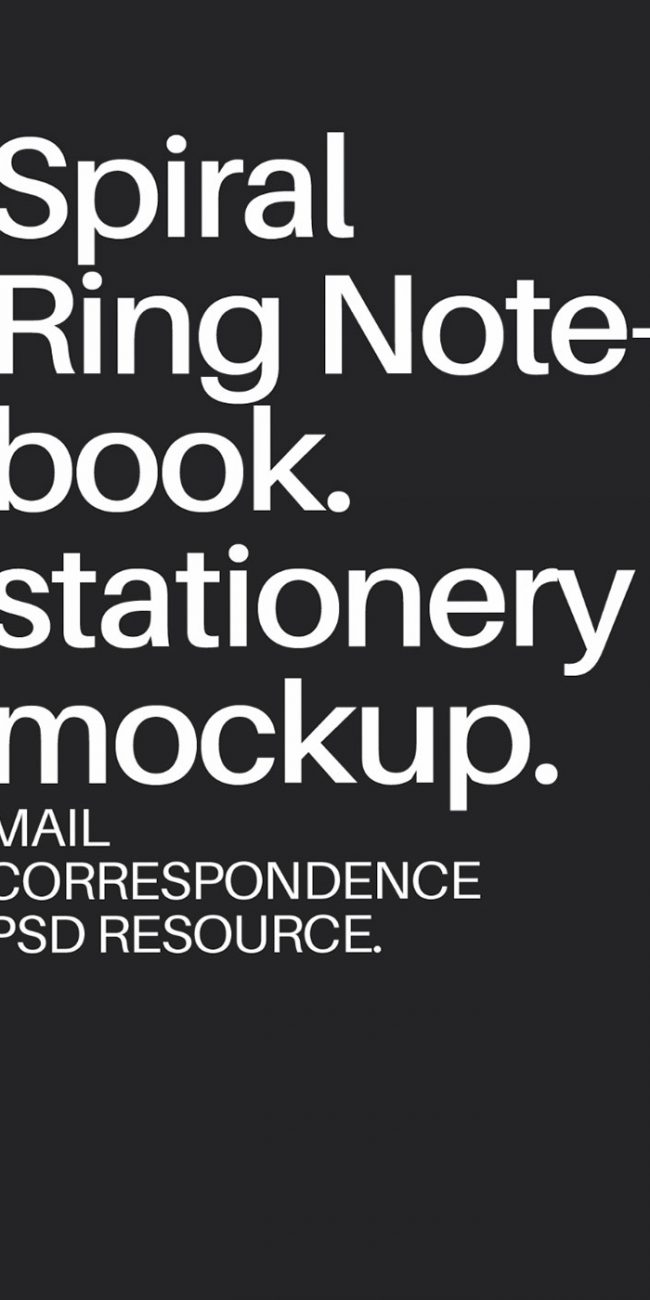 Spiral
Ring Note-
book.
stationery
mockup.
MAIL
CORRESPONDENCE
PSD RESOURCE.